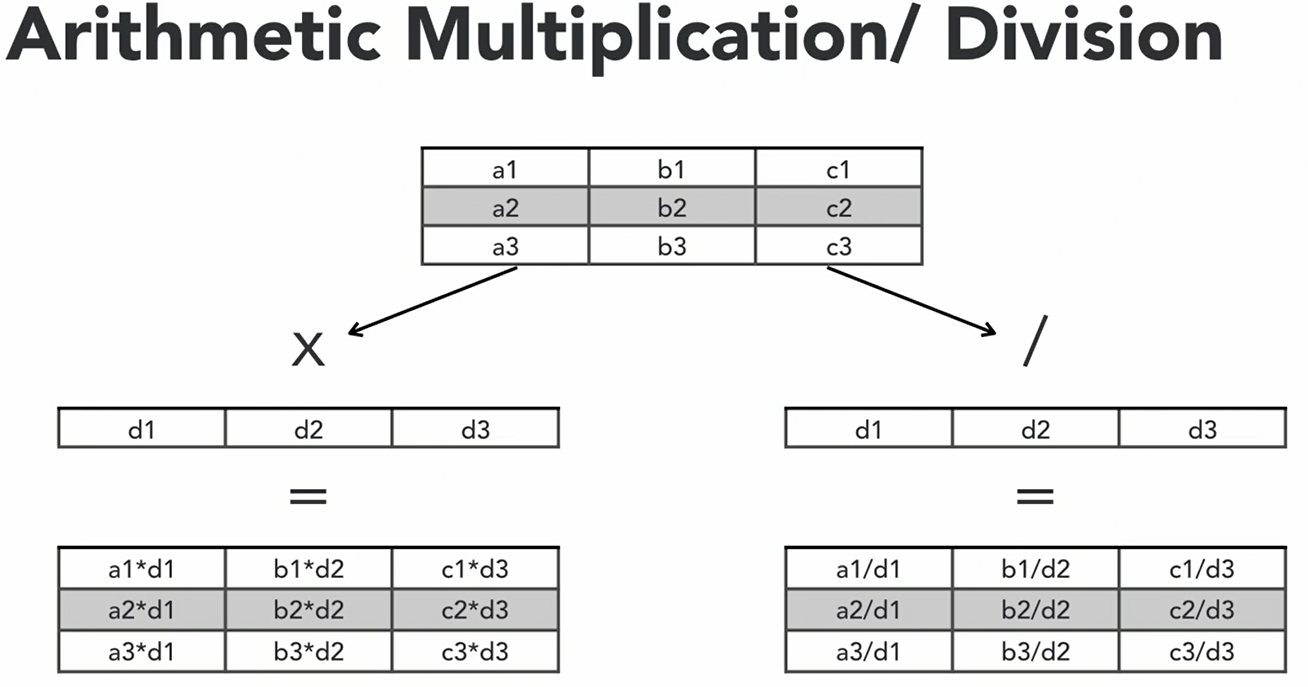 Arithmetic Multiplication/ Division
a1 b1 c1
a2 b2 c2
a3 b3 c3
x /
d1 d2 d3 d1 d2 d3
= =
a1*d1 b1*d2 c1*d3 a1/d1 b1/d2 c1/d3
a2*d1 b2*d2 c2*d3 a2/d1 b2/d2 c2/d3
a3*d1 b3*d2 c3*d3 a3/d1 b3/d2 c3/d3